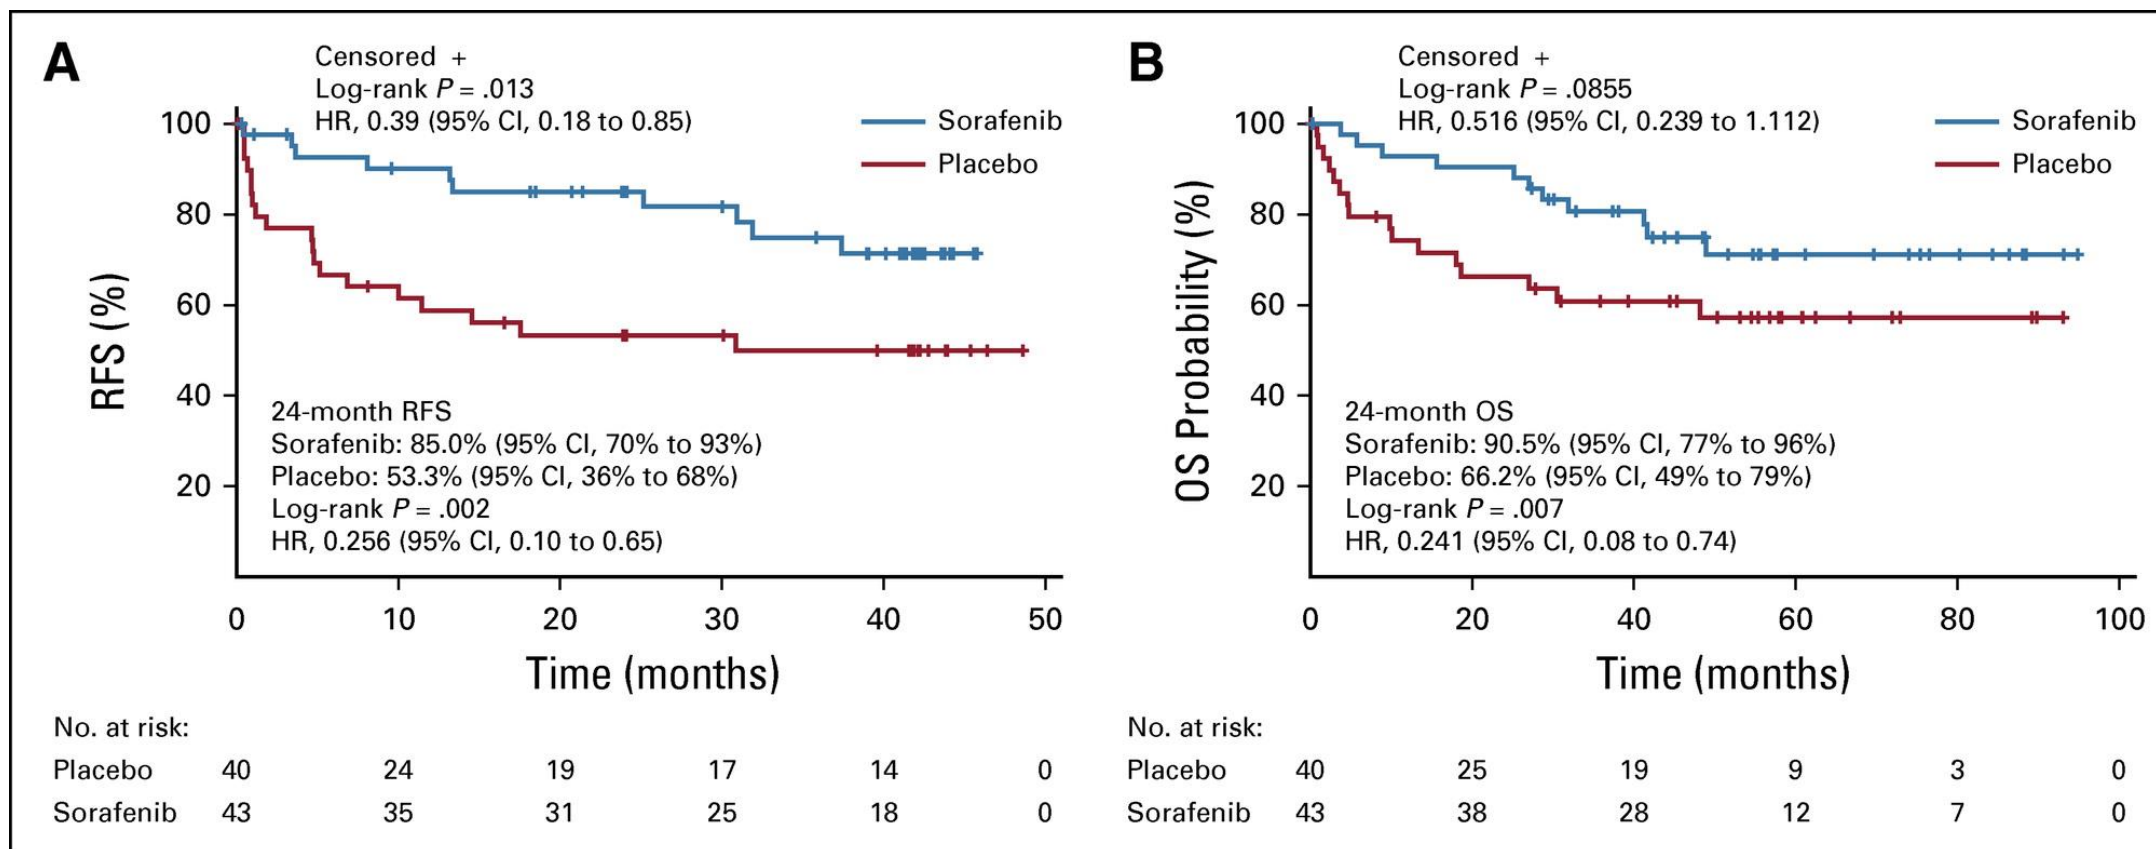 A
Censored +
Log-rank P = .013
HR, 0.39 (95% CI, 0.18 to 0.85)
Sorafenib
Placebo
RFS (%)
100
80
60
40
20
24-month RFS
Sorafenib: 85.0% (95% CI, 70% to 93%)
Placebo: 53.3% (95% CI, 36% to 68%)
Log-rank P = .002
HR, 0.256 (95% CI, 0.10 to 0.65)
0 10 20 30 40 50
Time (months)
No. at risk:
Placebo 40 24 19 17 14 0
Sorafenib 43 35 31 25 18 0
B
Censored +
Log-rank P = .0855
HR, 0.516 (95% CI, 0.239 to 1.112)
Sorafenib
Placebo
OS Probability (%)
100
80
60
40
20
24-month OS
Sorafenib: 90.5% (95% CI, 77% to 96%)
Placebo: 66.2% (95% CI, 49% to 79%)
Log-rank P = .007
HR, 0.241 (95% CI, 0.08 to 0.74)
0 20 40 60 80 100
Time (months)
No. at risk:
Placebo 40 25 19 9 3 0
Sorafenib 43 38 28 12 7 0